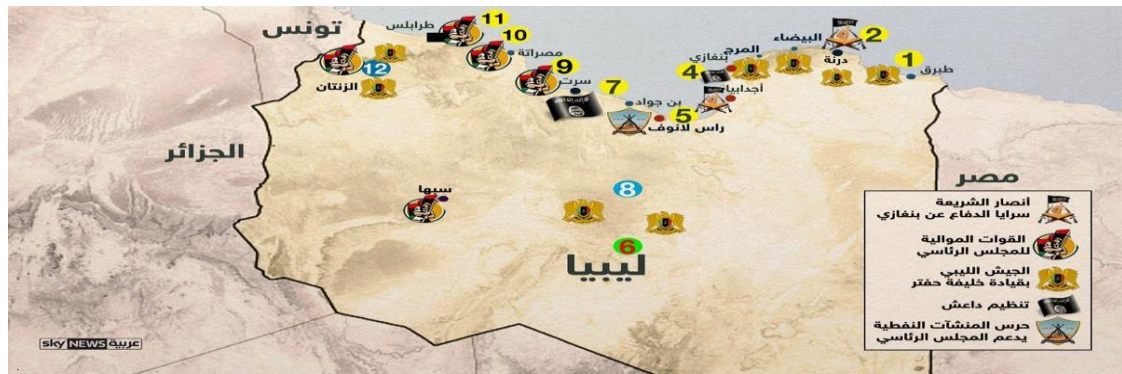 تونس
طرابلس
11
10
مصراتة
12
الزنتان
9
سرت
7
بن جواد
5
راس لانوف
4
بنغازي
أجدابيا
المرج
البيضاء
2
درنة
1
طبرق
الجزائر
سبها
8
6
ليبيا
مصر
أنصار الشريعة
سرايا الدفاع عن بنغازي
القوات الموالية
للمجلس الرئاسي
الجيش الليبي
بقيادة خليفة حفتر
تنظيم داعش
حرس المنشآت النفطية
يدعم المجلس الرئاسي
sky NEWS عربية